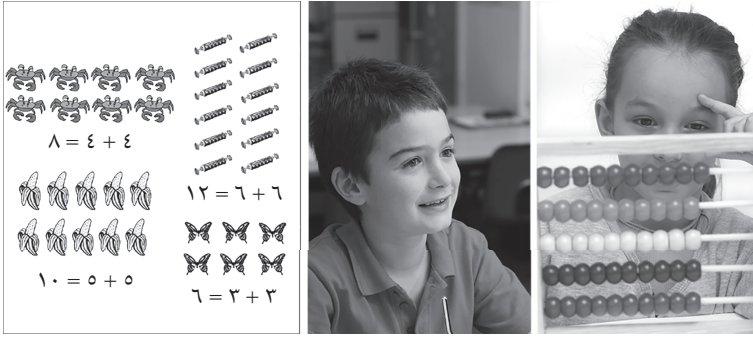 ٤ + ٤ = ٨
٦ + ٦ = ١٢
٥ + ٥ = ١٠
٣ + ٣ = ٦